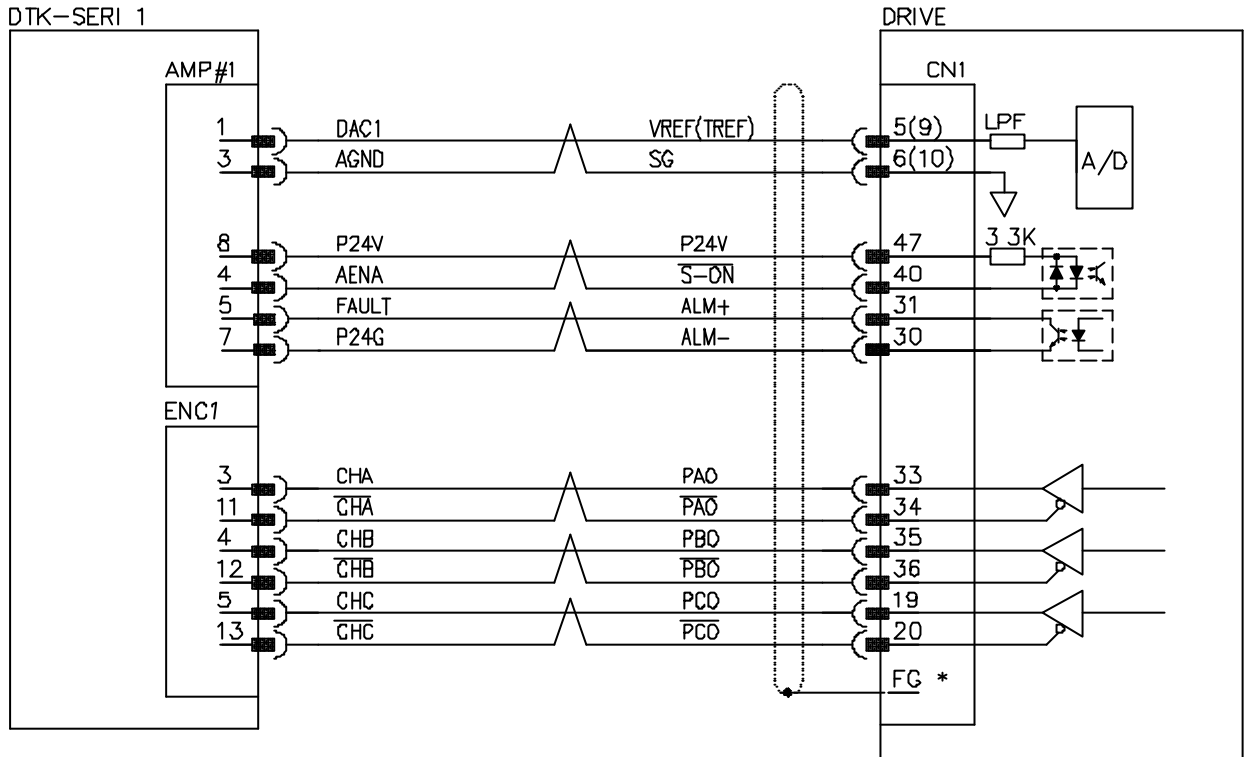 DTK-SERI 1 DRIVE
AMP#1 CN1
1 DAC1 VREF(TREF) 5(9) LPF
3 AGND SG 6(10) A/D
8 P24V P24V 47 3 3K
4 AENA S-ON 40
5 FAULT ALM+ 31
7 P24G ALM- 30
ENC1
3 CHA PAO 33
11 CHA PAO 34
4 CHB PBO 35
12 CHB PBO 36
5 CHC PCO 19
13 CHC PCO 20
FG *